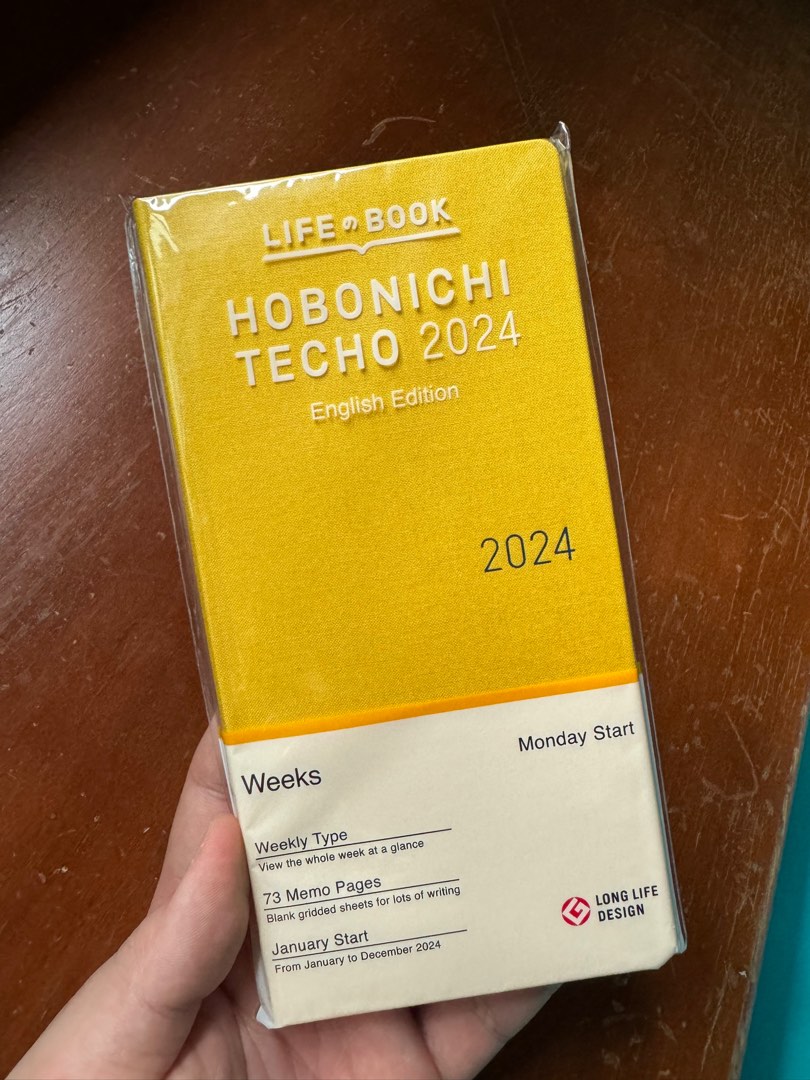 LIFEのBOOK
HOBONICHI
TECHO 2024
English Edition
2024
Monday Start
Weeks
Weekly Type
View the whole week at a glance
73 Memo Pages
Blank gridded sheets for lots of writing
January Start
From January to December 2024
LONG LIFE
DESIGN